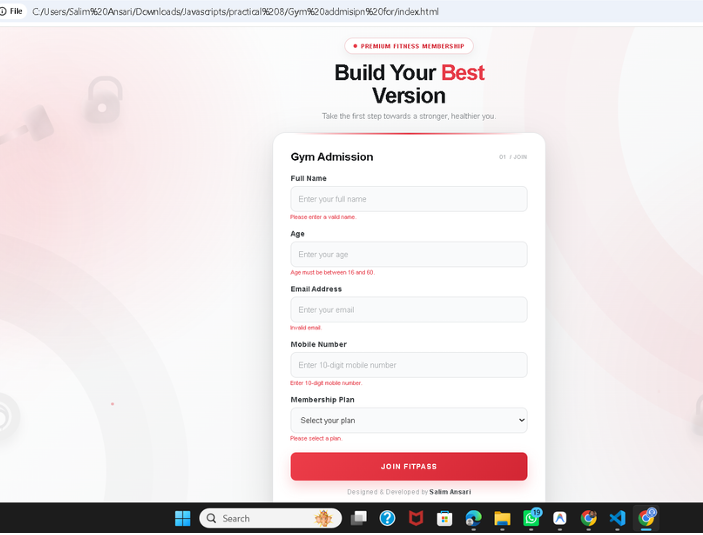 File C:/Users/Salim%20Ansari/Downloads/Javascripts/practical%208/Gym%20addmisipn%20for/index.html
PREMIUM FITNESS MEMBERSHIP
Build Your Best
Version
Take the first step towards a stronger, healthier you.
Gym Admission
01 / JOIN
Full Name
Enter your full name
Please enter a valid name.
Age
Enter your age
Age must be between 16 and 60.
Email Address
Enter your email
Invalid email
Mobile Number
Enter 10-digit mobile number
Enter 10-digit mobile number.
Membership Plan
Select your plan
Please select a plan.
JOIN FITPASS
Designed & Developed by Salim Ansari
Search
19